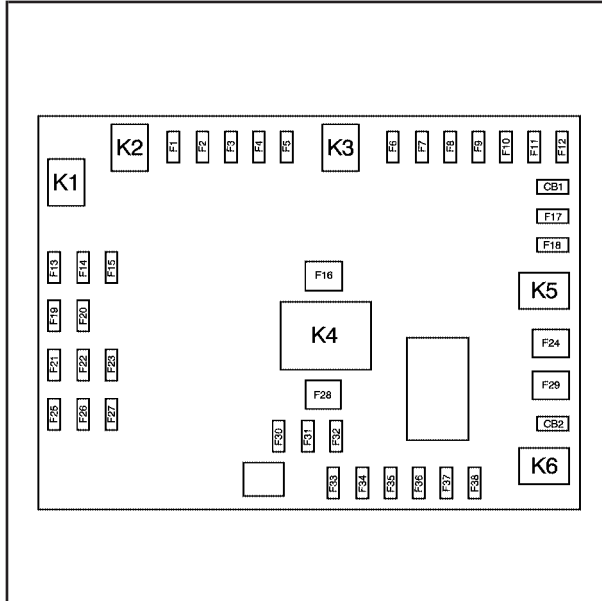 K2 F1 F2 F3 F4 F5 K3 F6 F7 F8 F9 F10 F11 F12
K1 CB1
F17
F18
F13 F14 F15 F16 K5
F19 F20 K4 F24
F21 F22 F23 F29
F28
F25 F26 F27 CB2
F30 F31 F32
K6
F33 F34 F35 F36 F37 F38